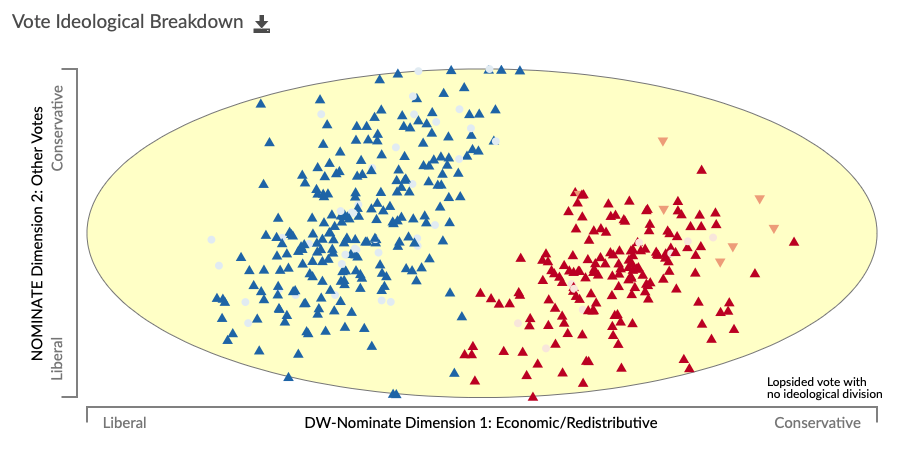 Vote Ideological Breakdown
NOMINATE Dimension 2: Other Votes
Conservative
Liberal
Lopsided vote with
no ideological division
Liberal
DW-Nominate Dimension 1: Economic/Redistributive
Conservative